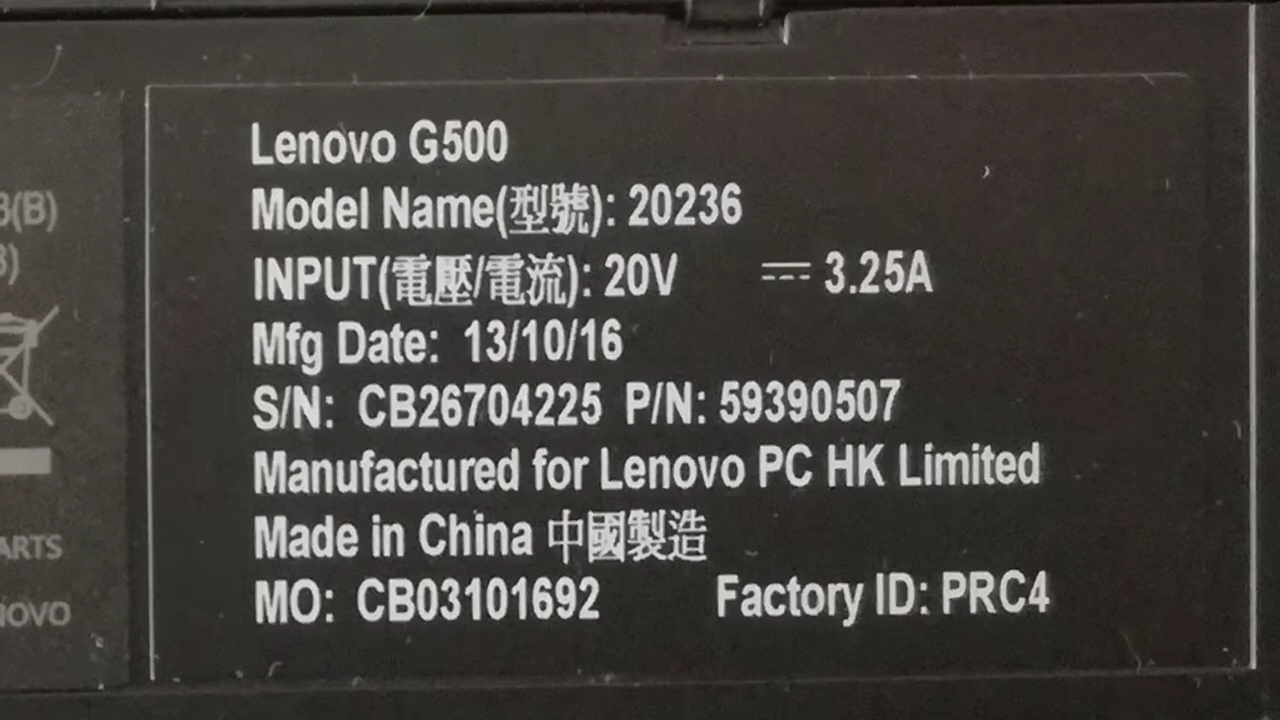 Lenovo G500
Model Name(型號): 20236
INPUT(電壓/電流): 20V ⎓ 3.25A
Mfg Date: 13/10/16
S/N: CB26704225 P/N: 59390507
Manufactured for Lenovo PC HK Limited
Made in China 中國製造
MO: CB03101692 Factory ID: PRC4
(B)
ARTS
NOVO